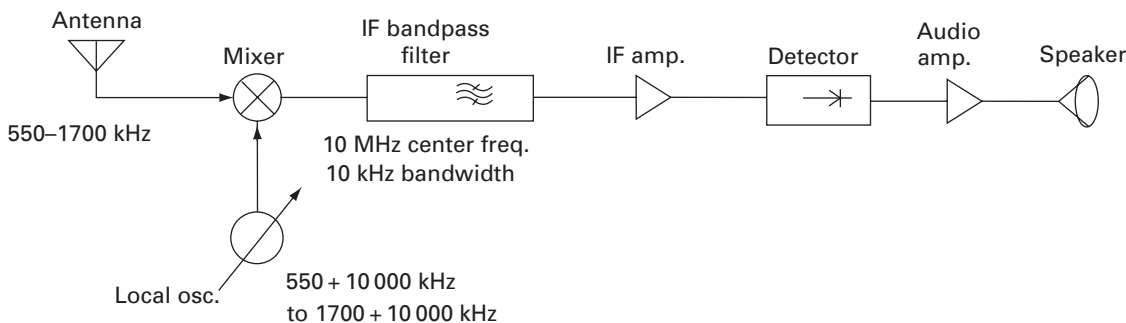 Antenna
Mixer
IF bandpass
filter
IF amp.
Detector
Audio
amp.
Speaker
550–1700 kHz
10 MHz center freq.
10 kHz bandwidth
Local osc.
550 + 10 000 kHz
to 1700 + 10 000 kHz